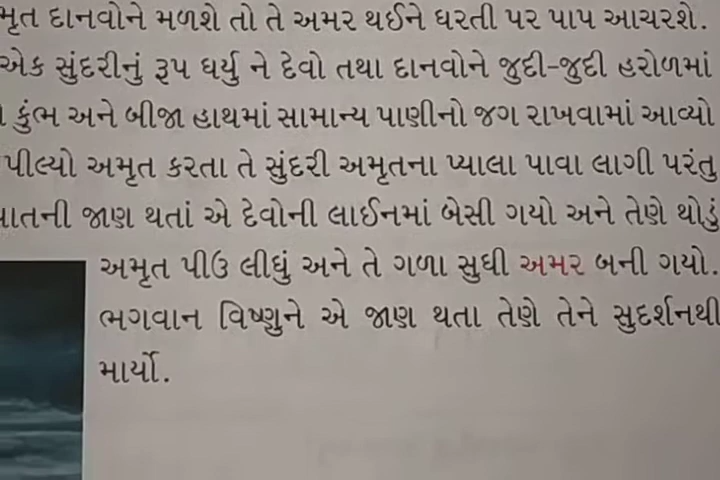 મૃત દાનવોને મળશે તો તે અમર થઈને ધરતી પર પાપ આચરશે.
એક સુંદરીનું રૂપ ધર્યુ ને દેવો તથા દાનવોને જુદી-જુદી હરોળમાં
કુંભ અને બીજા હાથમાં સામાન્ય પાણીનો જગ રાખવામાં આવ્યો
પીલ્યો અમૃત કરતા તે સુંદરી અમૃતના પ્યાલા પાવા લાગી પરંતુ
ાતની જાણ થતાં એ દેવોની લાઈનમાં બેસી ગયો અને તેણે થોડું
અમૃત પીઉ લીધું અને તે ગળા સુધી અમર બની ગયો.
ભગવાન વિષ્ણુને એ જાણ થતા તેણે તેને સુદર્શનથી
માર્યો.